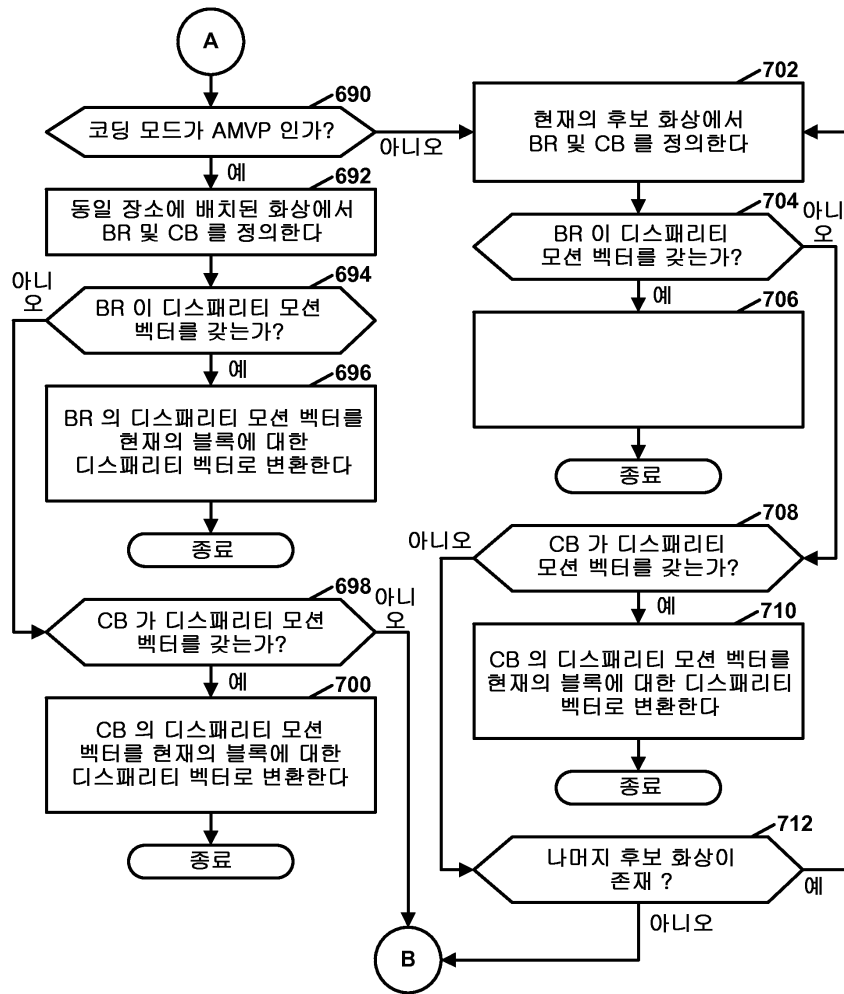 A
690
코딩 모드가 AMVP 인가?
아니오
예
692
동일 장소에 배치된 화상에서
BR 및 CB 를 정의한다
694
아니
오
BR 이 디스패리티 모션
벡터를 갖는가?
예
696
BR 의 디스패리티 모션 벡터를
현재의 블록에 대한
디스패리티 벡터로 변환한다
종료
698
CB 가 디스패리티 모션
벡터를 갖는가?
아니
오
예
700
CB 의 디스패리티 모션
벡터를 현재의 블록에 대한
디스패리티 벡터로 변환한다
종료
702
현재의 후보 화상에서
BR 및 CB 를 정의한다
704
아니
오
BR 이 디스패리티
모션 벡터를 갖는가?
예
706
종료
708
아니오
CB 가 디스패리티
모션 벡터를 갖는가?
예
710
CB 의 디스패리티 모션 벡터를
현재의 블록에 대한 디스패리티
벡터로 변환한다
종료
712
나머지 후보 화상이
존재 ?
예
아니오
B